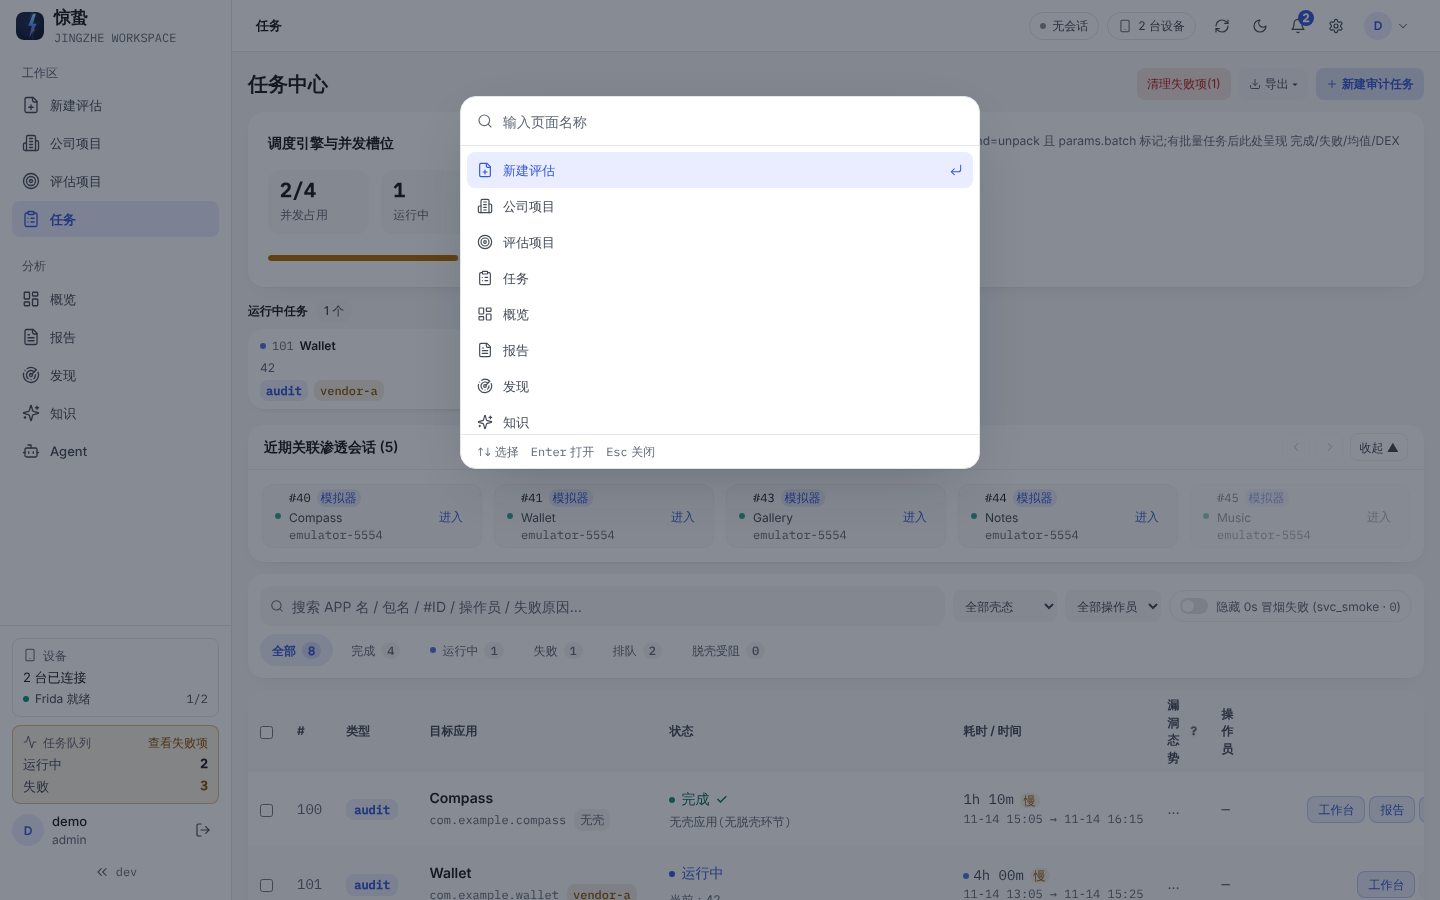 惊蛰
JINGZHE WORKSPACE
工作区
新建评估
公司项目
评估项目
任务
分析
概览
报告
发现
知识
Agent
设备
2 台已连接
Frida 就绪 1/2
任务队列 查看失败项
运行中 2
失败 3
D demo
admin
dev
任务
无会话 2 台设备 2 D
任务中心
清理失败项(1) 导出 新建审计任务
调度引擎与并发槽位
nd=unpack 且 params.batch 标记;有批量任务后此处呈现 完成/失败/均值/DEX
2/4
并发占用
1
运行中
运行中任务 1 个
101 Wallet
42
audit vendor-a
输入页面名称
新建评估
公司项目
评估项目
任务
概览
报告
发现
知识
↑↓ 选择 Enter 打开 Esc 关闭
近期关联渗透会话 (5) 收起 ▲
#40 模拟器
Compass 进入
emulator-5554
#41 模拟器
Wallet 进入
emulator-5554
#43 模拟器
Gallery 进入
emulator-5554
#44 模拟器
Notes 进入
emulator-5554
#45 模拟器
Music 进入
emulator-5554
搜索 APP 名 / 包名 / #ID / 操作员 / 失败原因... 全部壳态 全部操作员 隐藏 0s 冒烟失败 (svc_smoke · 0)
全部 8 完成 4 运行中 1 失败 1 排队 2 脱壳受阻 0
# 类型 目标应用 状态 耗时 / 时间 漏洞态势 ? 操作员
100 audit Compass 完成 ✓ 1h 10m 慢 ... — 工作台 报告
com.example.compass 无壳 无壳应用(无脱壳环节) 11-14 15:05 → 11-14 16:15
101 audit Wallet 运行中 4h 00m 慢 ... — 工作台
com.example.wallet vendor-a 当前 · 42 11-14 13:05 → 11-14 15:25